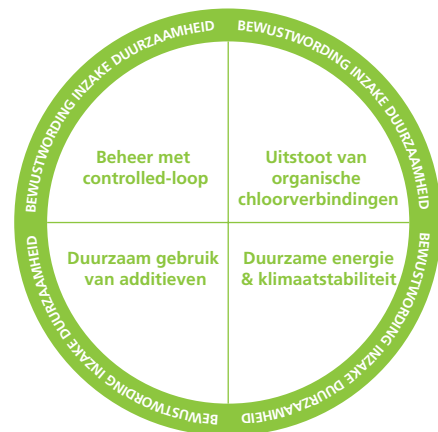 BEWUSTWORDING INZAKE DUURZAAMHEID
BEWUSTWORDING INZAKE DUURZAAMHEID
Beheer met
controlled-loop
Uitstoot van
organische
chloorverbindingen
Duurzaam gebruik
van additieven
Duurzame energie
& klimaatstabiliteit
BEWUSTWORDING INZAKE DUURZAAMHEID
BEWUSTWORDING INZAKE DUURZAAMHEID